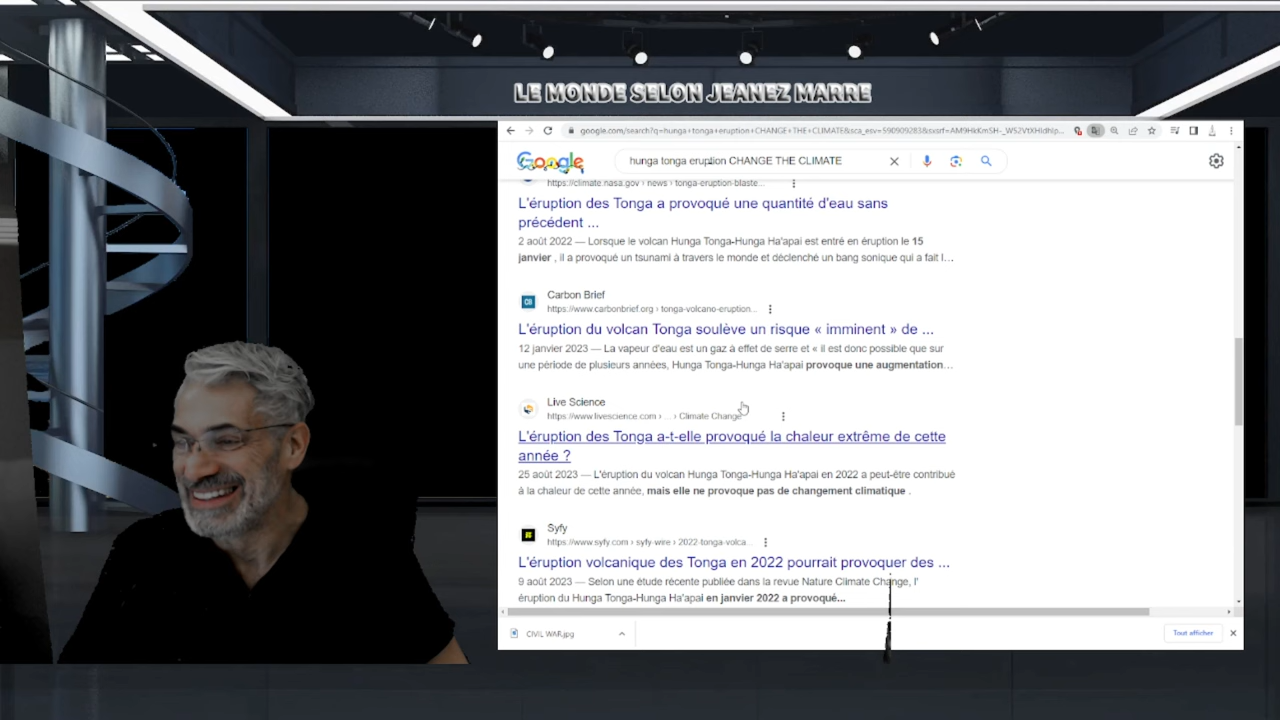 LE MONDE SELON JEANEZ MARRE
google.com/search?q=hunga+tonga+eruption+CHANGE+THE+CLIMATE&sca_esv=590909283&sxsrf=
Google
hunga tonga eruption CHANGE THE CLIMATE
https://climate.nasa.gov › news › tonga-eruption-blaste...
L'éruption des Tonga a provoqué une quantité d'eau sans
précédent ...
2 août 2022 — Lorsque le volcan Hunga Tonga-Hunga Ha'apai est entré en éruption le 15
janvier , il a provoqué un tsunami à travers le monde et déclenché un bang sonique qui a fait l...
Carbon Brief
CB
https://www.carbonbrief.org › tonga-volcano-eruption...
L'éruption du volcan Tonga soulève un risque « imminent » de ...
12 janvier 2023 — La vapeur d'eau est un gaz à effet de serre et « il est donc possible que sur
une période de plusieurs années, Hunga Tonga-Hunga Ha'apai provoque une augmentation...
Live Science
https://www.livescience.com › ... › Climate Change
L'éruption des Tonga a-t-elle provoqué la chaleur extrême de cette
année ?
25 août 2023 — L'éruption du volcan Hunga Tonga-Hunga Ha'apai en 2022 a peut-être contribué
à la chaleur de cette année, mais elle ne provoque pas de changement climatique .
Syfy
https://www.syfy.com › syfy-wire › 2022-tonga-volca...
L'éruption volcanique des Tonga en 2022 pourrait provoquer des ...
9 août 2023 — Selon une étude récente publiée dans la revue Nature Climate Change, l'
éruption du Hunga Tonga-Hunga Ha'apai en janvier 2022 a provoqué...
CIVIL WAR.jpg
Tout afficher